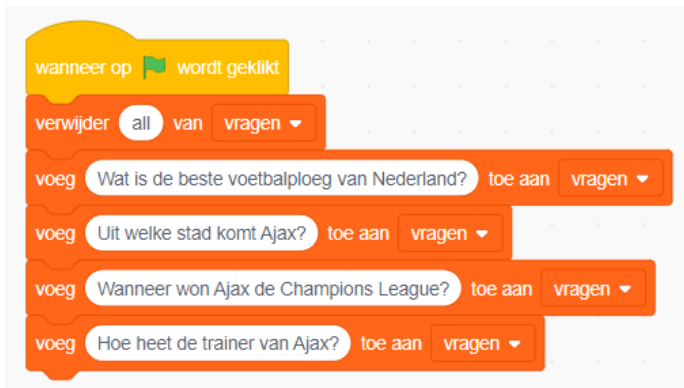 wanneer op wordt geklikt
verwijder all van vragen
voeg Wat is de beste voetbalploeg van Nederland? toe aan vragen
voeg Uit welke stad komt Ajax? toe aan vragen
voeg Wanneer won Ajax de Champions League? toe aan vragen
voeg Hoe heet de trainer van Ajax? toe aan vragen